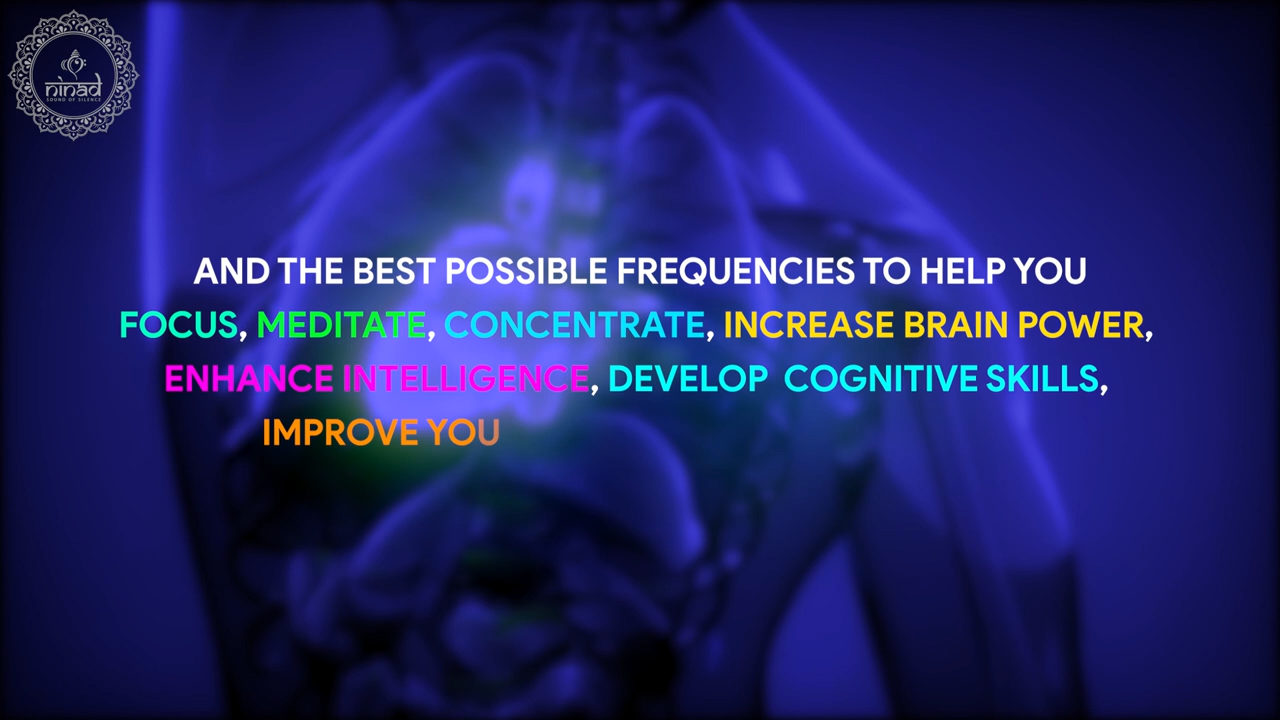 ninad
SOUND OF SILENCE
AND THE BEST POSSIBLE FREQUENCIES TO HELP YOU
FOCUS, MEDITATE, CONCENTRATE, INCREASE BRAIN POWER,
ENHANCE INTELLIGENCE, DEVELOP COGNITIVE SKILLS,
IMPROVE YOU